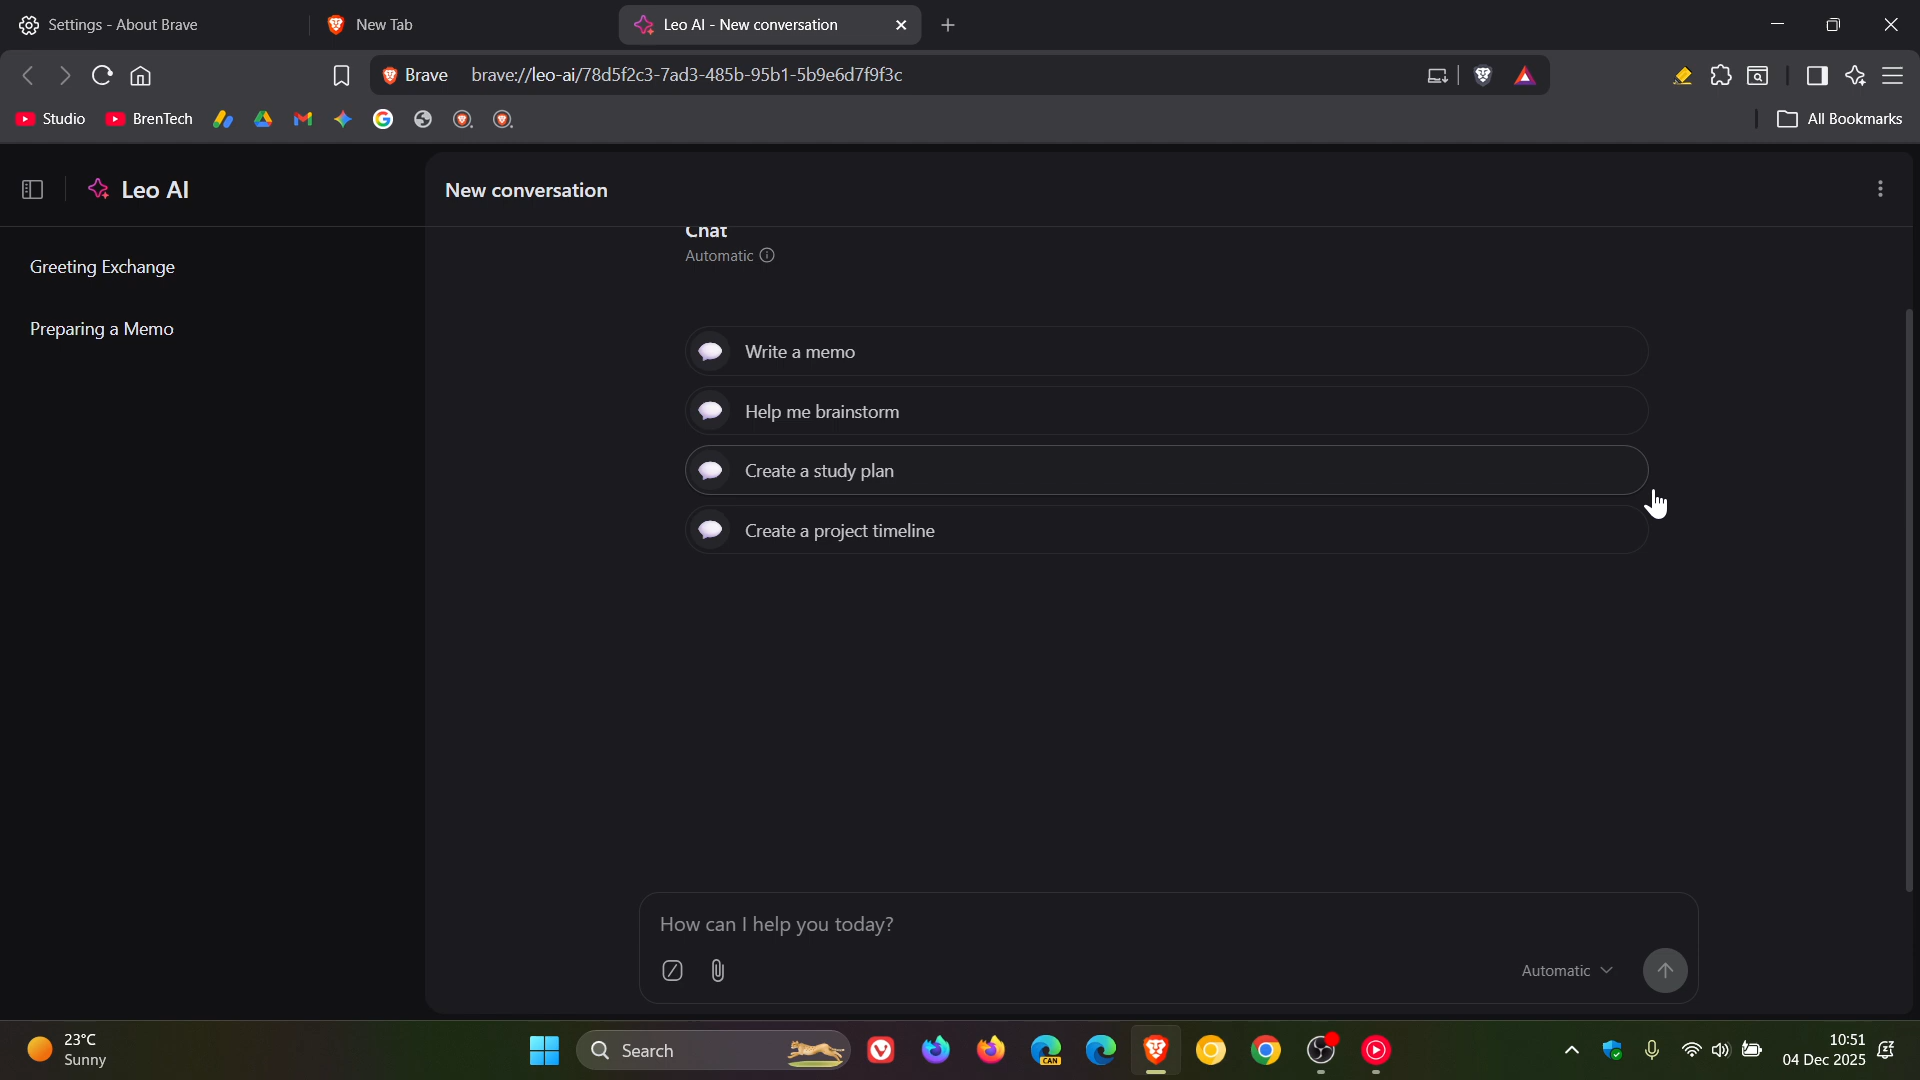 Settings - About Brave
New Tab
Leo AI - New conversation
Brave
brave://leo-ai/78d5f2c3-7ad3-485b-95b1-5b9e6d7f9f3c
Studio
BrenTech
All Bookmarks
Leo AI
New conversation
Greeting Exchange
Preparing a Memo
Chat
Automatic
Write a memo
Help me brainstorm
Create a study plan
Create a project timeline
How can I help you today?
Automatic
23°C
Sunny
Search
CAN
10:51
04 Dec 2025